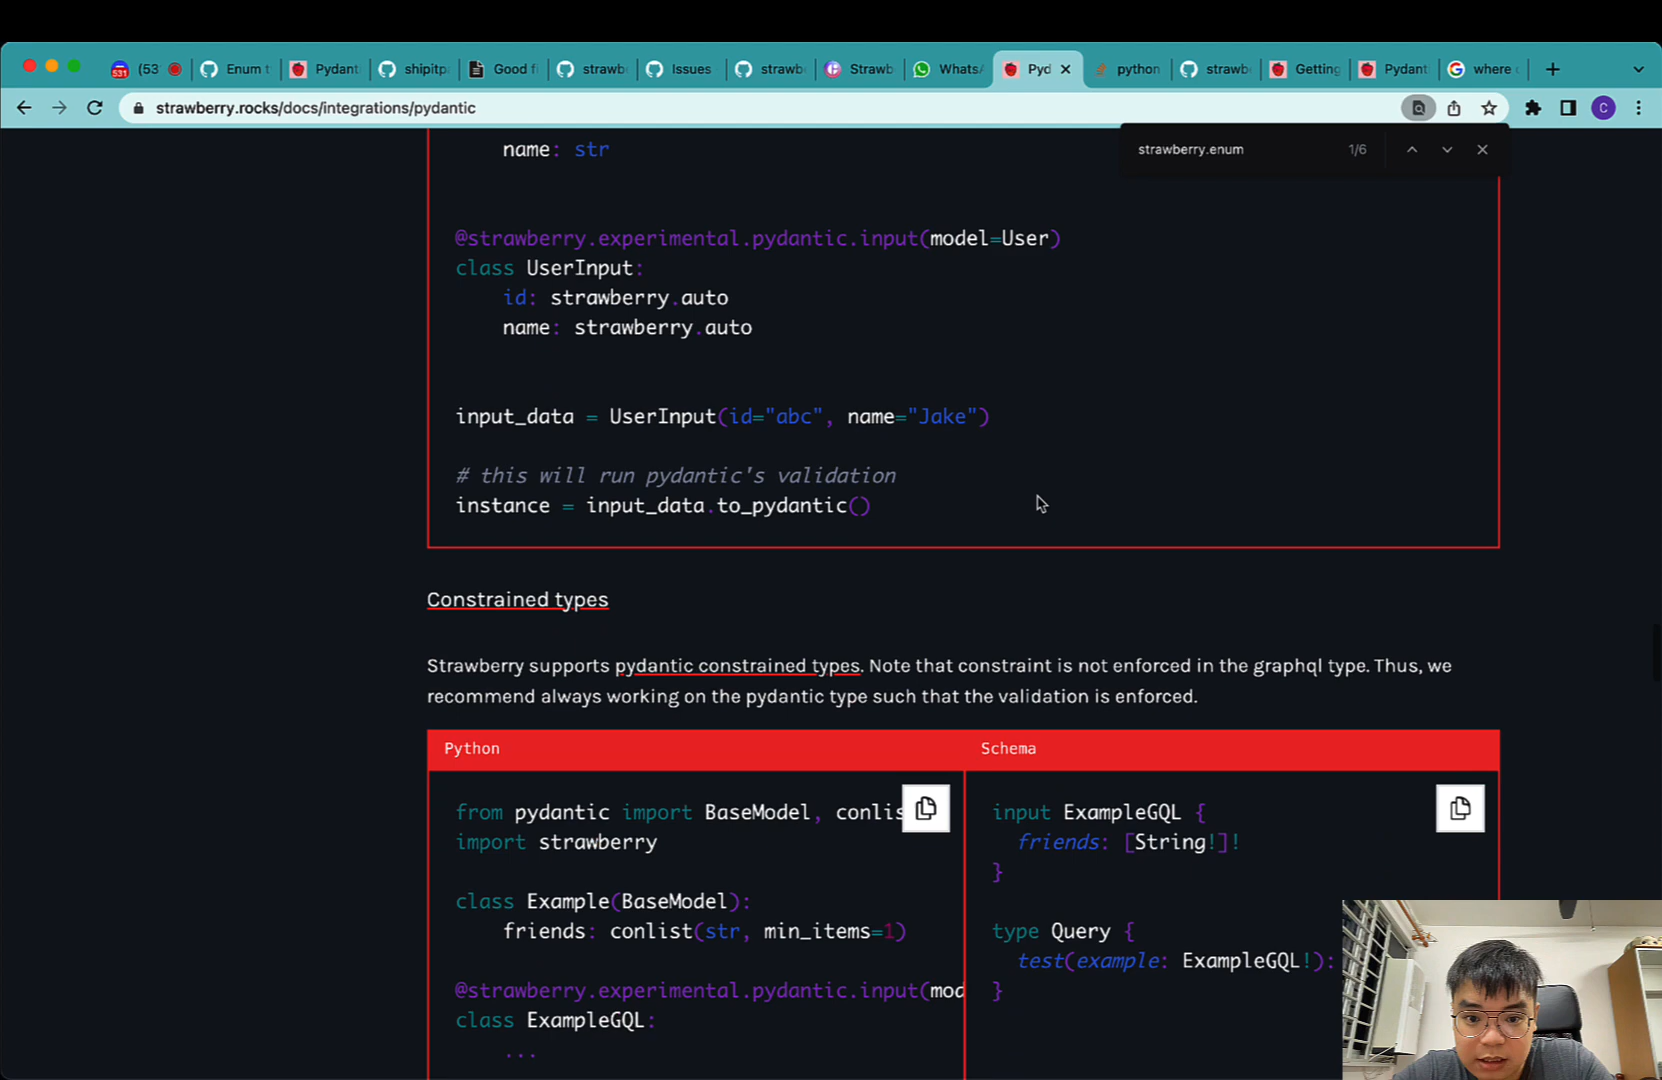 531
(53
Enum t
Pydant
shipitpa
Good fi
strawb
Issues
strawb
Strawb
WhatsA
Pyd
python
strawb
Getting
Pydant
where
strawberry.rocks/docs/integrations/pydantic
C
strawberry.enum
1/6
name: str
@strawberry.experimental.pydantic.input(model=User)
class UserInput:
id: strawberry.auto
name: strawberry.auto
input_data = UserInput(id="abc", name="Jake")
# this will run pydantic's validation
instance = input_data.to_pydantic()
Constrained types
Strawberry supports pydantic constrained types. Note that constraint is not enforced in the graphql type. Thus, we
recommend always working on the pydantic type such that the validation is enforced.
Python
Schema
from pydantic import BaseModel, conlis
import strawberry
class Example(BaseModel):
friends: conlist(str, min_items=1)
@strawberry.experimental.pydantic.input(mod
class ExampleGQL:
...
input ExampleGQL {
friends: [String!]!
}
type Query {
test(example: ExampleGQL!):
}